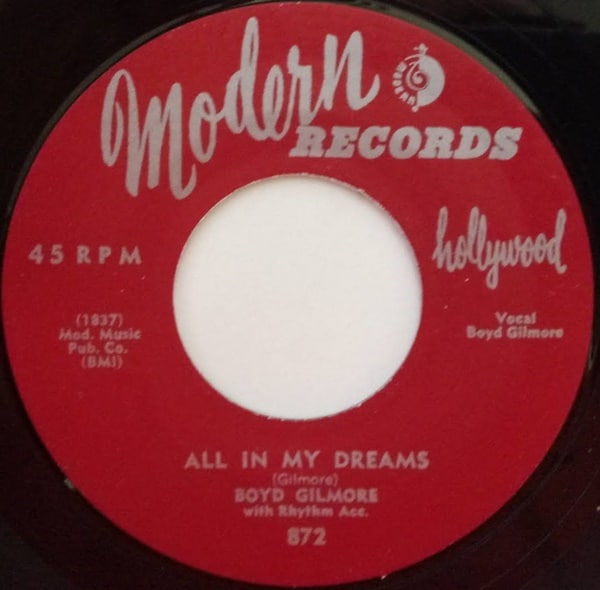 Modern
RECORDS
hollywood
45 RPM
(1837)
Mod. Music
Pub. Co.
(BMI)
Vocal
Boyd Gilmore
ALL IN MY DREAMS
(Gilmore)
BOYD GILMORE
with Rhythm Acc.
872